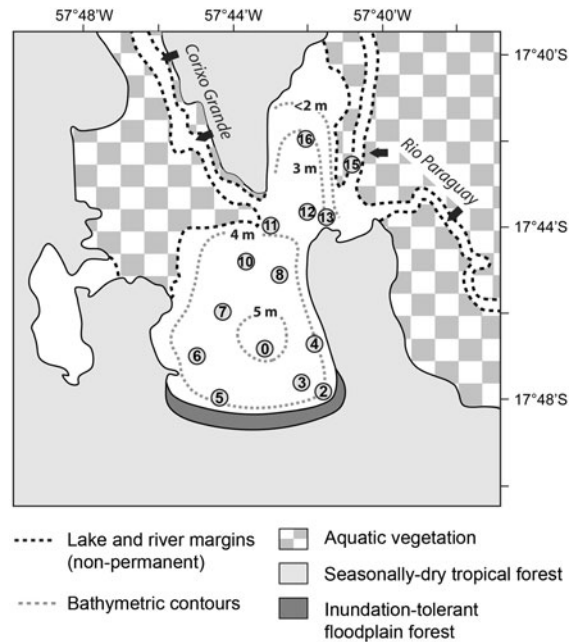 57°48'W 57°44'W 57°40'W
17°40'S
Corixo Grande
<2 m
16
3 m
15
Rio Paraguay
12
13
11
17°44'S
4 m
10
8
7
5 m
0
4
6
3
2
5
17°48'S
Lake and river margins
(non-permanent)
Bathymetric contours
Aquatic vegetation
Seasonally-dry tropical forest
Inundation-tolerant
floodplain forest